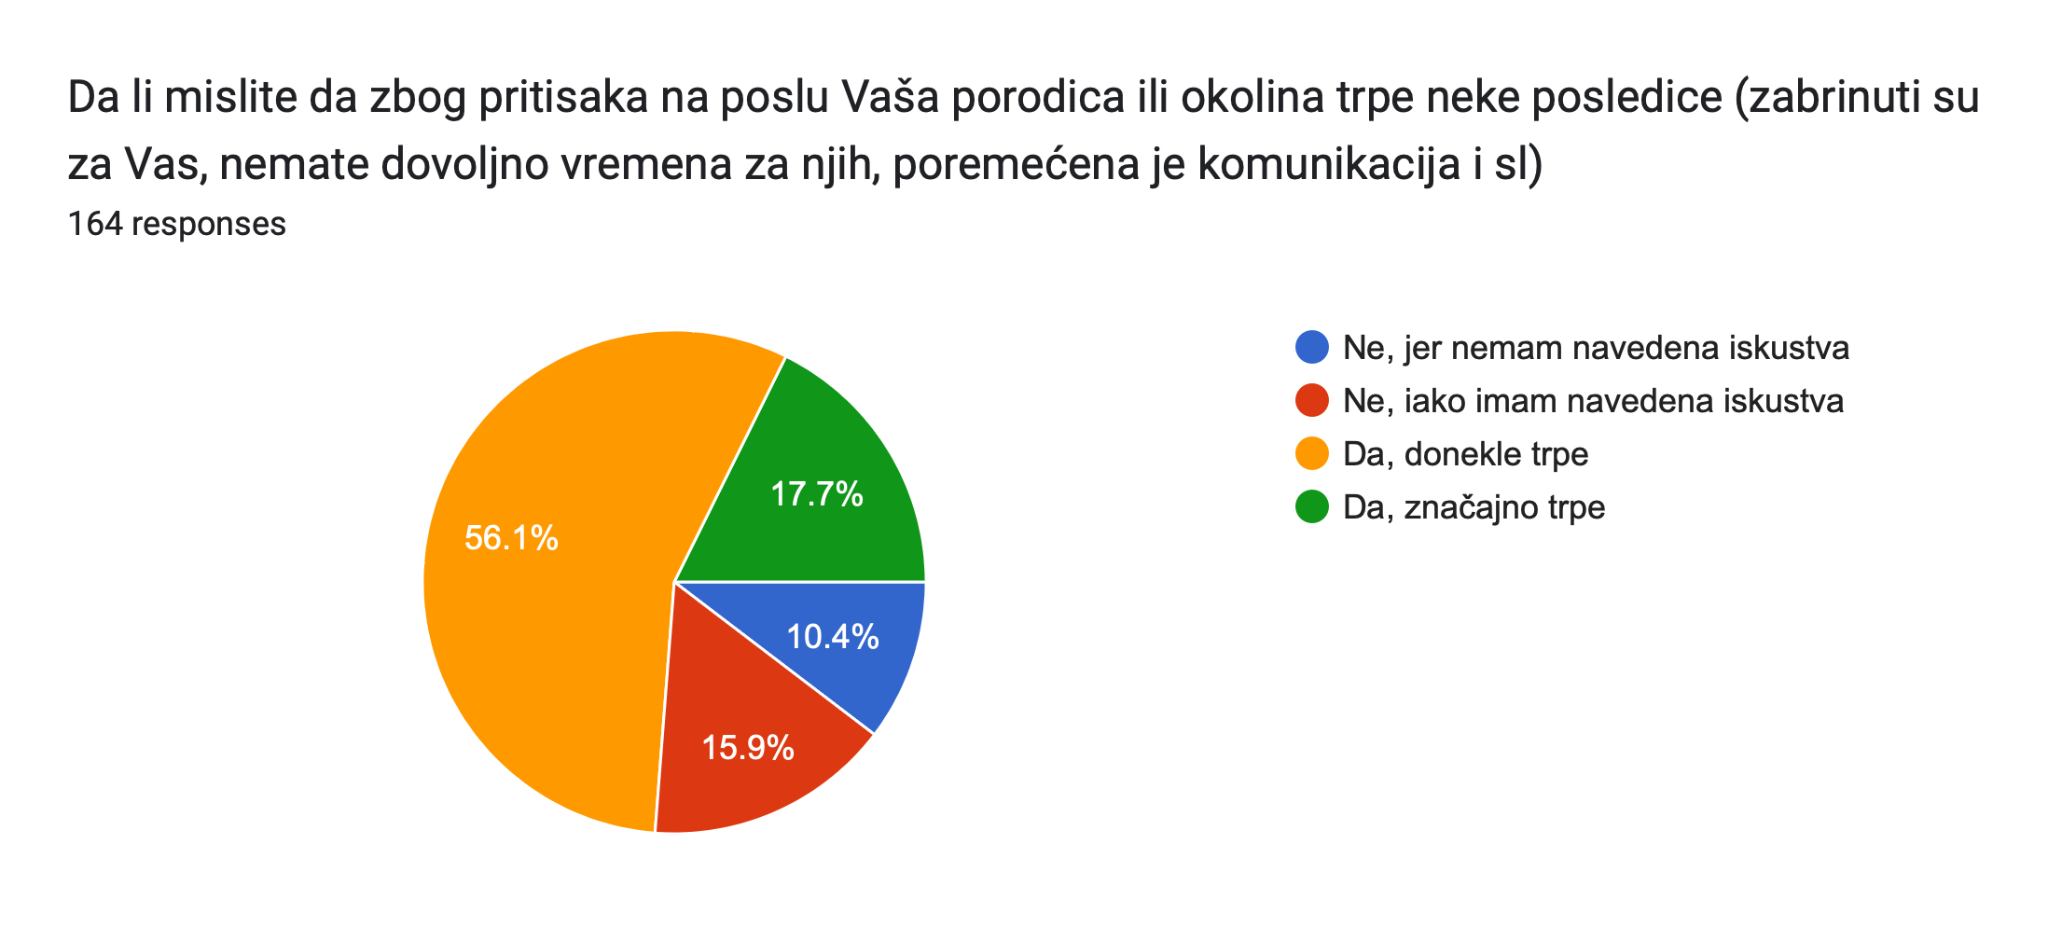 Da li mislite da zbog pritisaka na poslu Vaša porodica ili okolina trpe neke posledice (zabrinuti su
za Vas, nemate dovoljno vremena za njih, poremećena je komunikacija i sl)
164 responses
Ne, jer nemam navedena iskustva
Ne, iako imam navedena iskustva
Da, donekle trpe
Da, značajno trpe
17.7%
56.1%
10.4%
15.9%